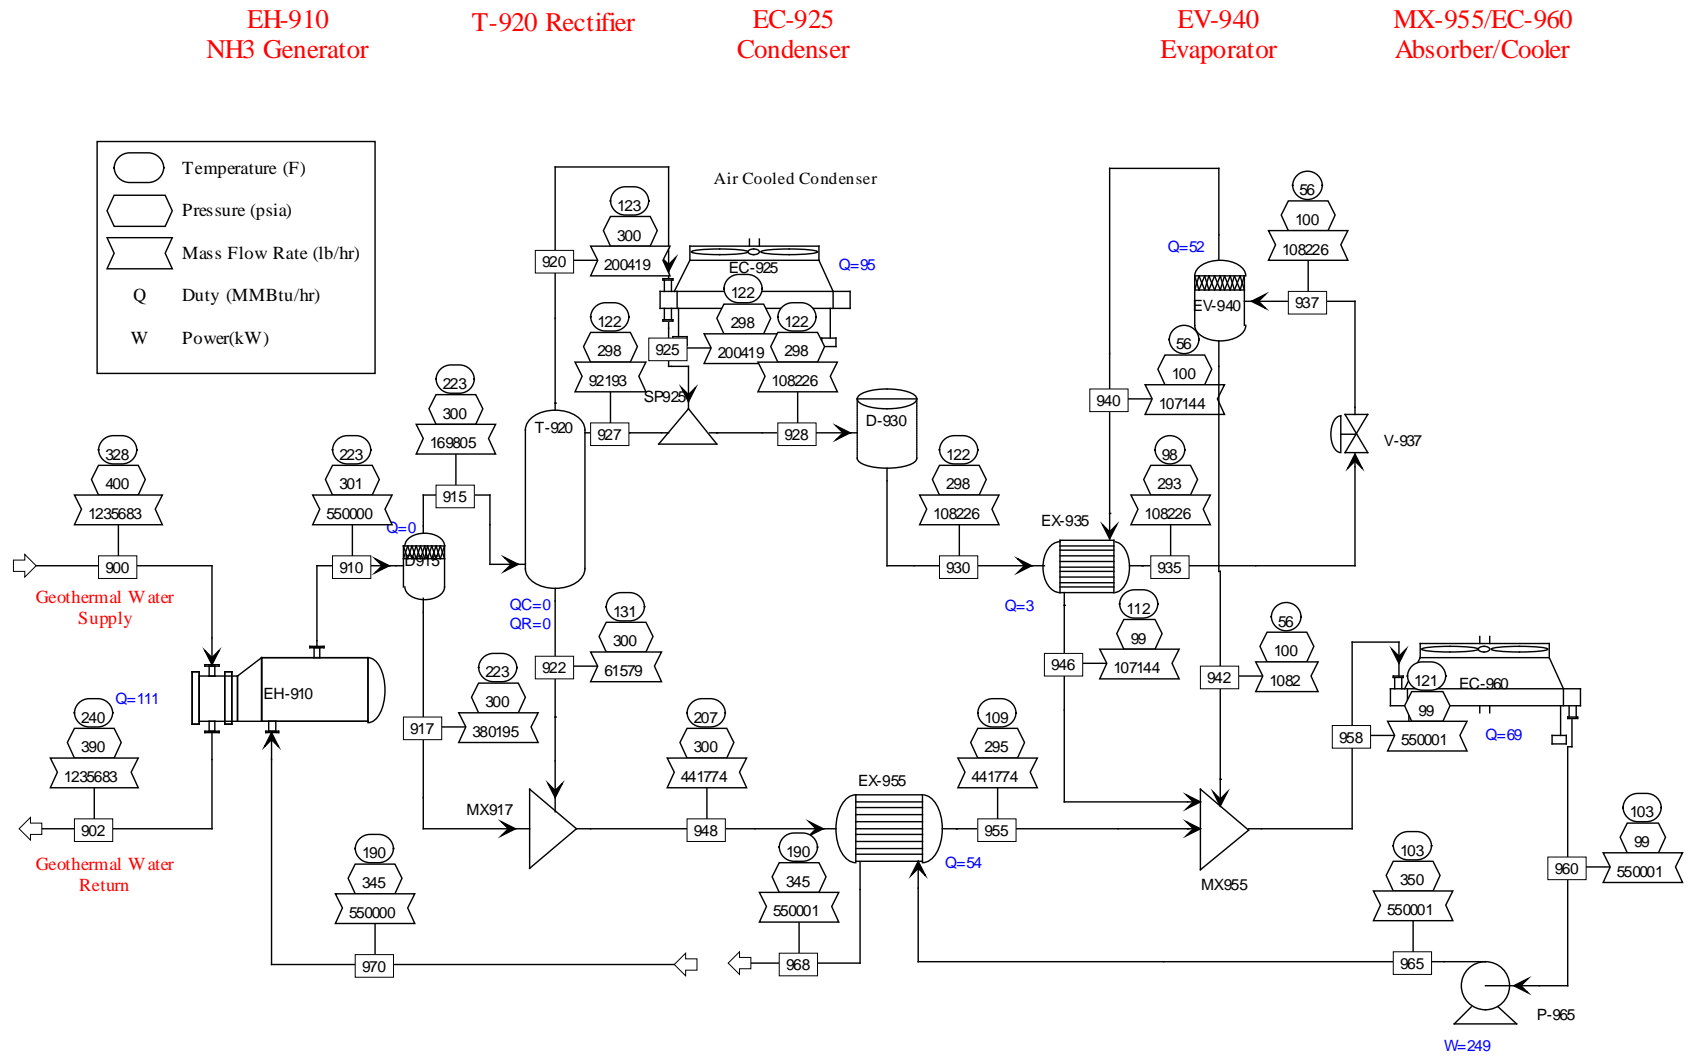 EH-910
NH3 Generator
T-920 Rectifier
EC-925
Condenser
EV-940
Evaporator
MX-955/EC-960
Absorber/Cooler
Temperature (F)
Pressure (psia)
Mass Flow Rate (lb/hr)
Q Duty (MMBtu/hr)
W Power(kW)
Air Cooled Condenser
123
300
200419
920
EC-925
Q=95
122
298
200419
925
122
298
92193
927
SP925
122
298
108226
928
D-930
Q=52
EV-940
56
100
108226
937
56
100
107144
940
V-937
223
300
169805
915
T-920
QC=0
QR=0
328
400
1235683
900
Geothermal Water
Supply
223
301
550000
910
Q=0
D915
122
298
108226
930
EX-935
Q=3
98
293
108226
935
131
300
61579
922
112
99
107144
946
56
100
1082
942
EH-910
Q=111
240
390
1235683
902
Geothermal Water
Return
223
300
380195
917
MX917
207
300
441774
948
EX-955
Q=54
109
295
441774
955
MX955
121
99
550001
958
EC-960
Q=69
103
99
550001
960
190
345
550000
970
190
345
550001
968
103
350
550001
965
P-965
W=249